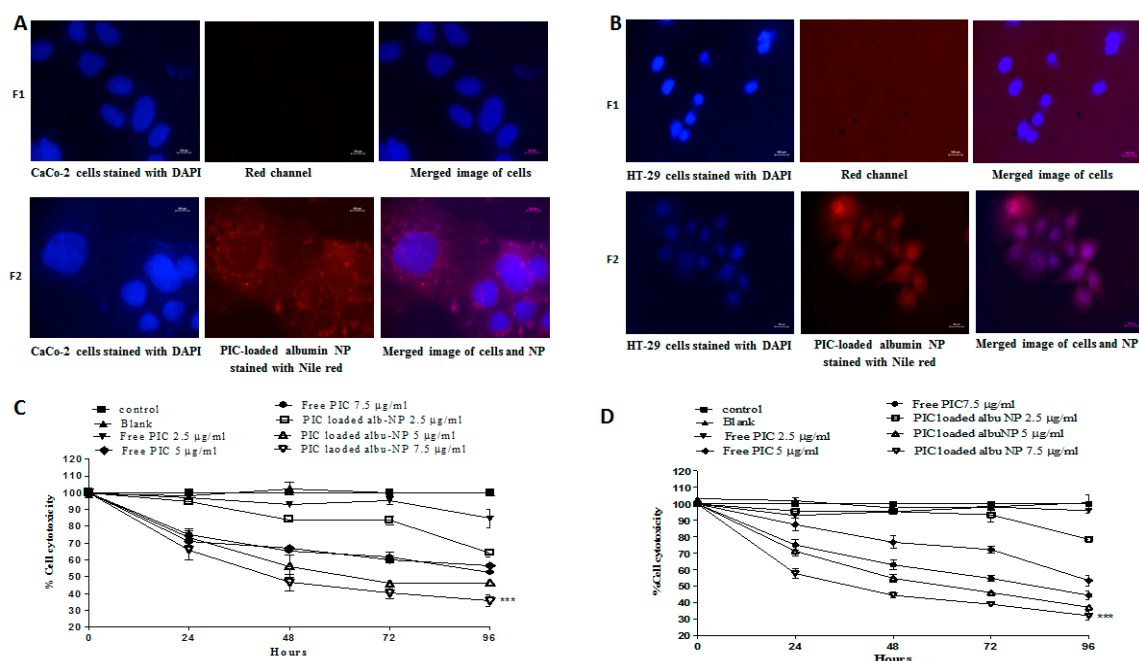 A
F1
CaCo-2 cells stained with DAPI
Red channel
Merged image of cells
F2
CaCo-2 cells stained with DAPI
PIC-loaded albumin NP
stained with Nile red
Merged image of cells and NP
B
F1
HT-29 cells stained with DAPI
Red channel
Merged image of cells
F2
HT-29 cells stained with DAPI
PIC-loaded albumin NP
stained with Nile red
Merged image of cells and NP
C
control
Blank
Free PIC 2.5 µg/ml
Free PIC 5 µg/ml
Free PIC 7.5 µg/ml
PIC loaded alb-NP 2.5 µg/ml
PIC loaded albu-NP 5 µg/ml
PIC laoded albu-NP 7.5 µg/ml
% Cell cytotoxicity
120
110
100
90
80
70
60
50
40
30
20
0
24
48
72
96
Hours
***
D
control
Blank
Free PIC 2.5 µg/ml
Free PIC 5 µg/ml
Free PIC7.5 µg/ml
PIC loaded albu NP 2.5 µg/ml
PIC loaded albuNP 5 µg/ml
PIC loaded albu NP 7.5 µg/ml
%Cell cytotoxicity
120
110
100
90
80
70
60
50
40
30
20
0
24
48
72
96
Hours
***